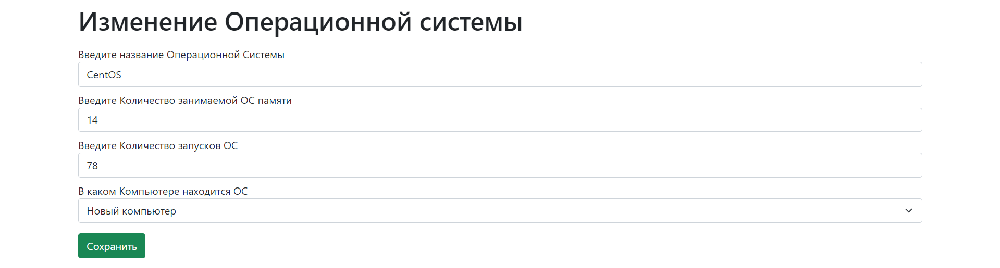 Изменение Операционной системы
Введите название Операционной Системы
CentOS
Введите Количество занимаемой ОС памяти
14
Введите Количество запусков ОС
78
В каком Компьютере находится ОС
Новый компьютер
Сохранить